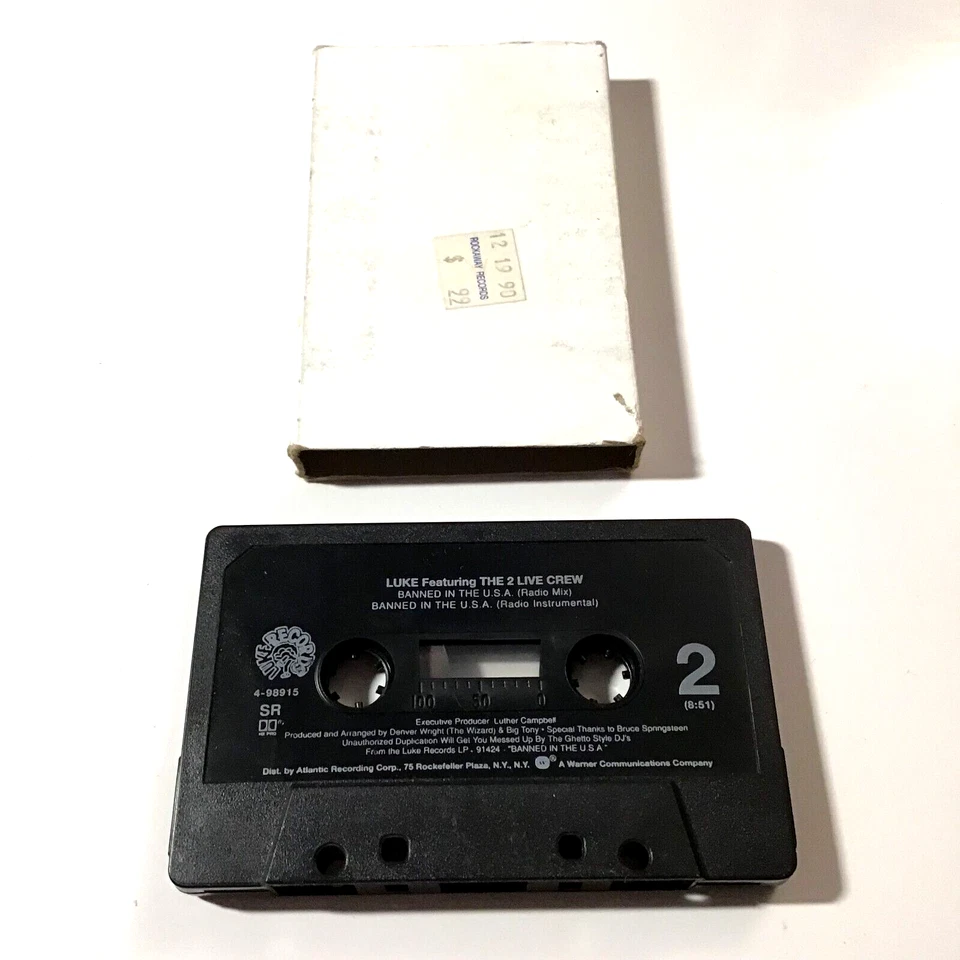 12 19 90
ROCKAWAY RECORDS
$ 22
LUKE Featuring THE 2 LIVE CREW
BANNED IN THE U.S.A. (Radio Mix)
BANNED IN THE U.S.A. (Radio Instrumental)
LUKE RECORDS
4-98915
SR
HX PRO
100 50 0
2
(8:51)
Executive Producer Luther Campbell
Produced and Arranged by Denver Wright (The Wizard) & Big Tony • Special Thanks to Bruce Springsteen
Unauthorized Duplication Will Get You Messed Up By The Ghetto Style DJ's
From the Luke Records LP - 91424 - "BANNED IN THE U.S.A"
Dist. by Atlantic Recording Corp., 75 Rockefeller Plaza, N.Y., N.Y. ® A Warner Communications Company